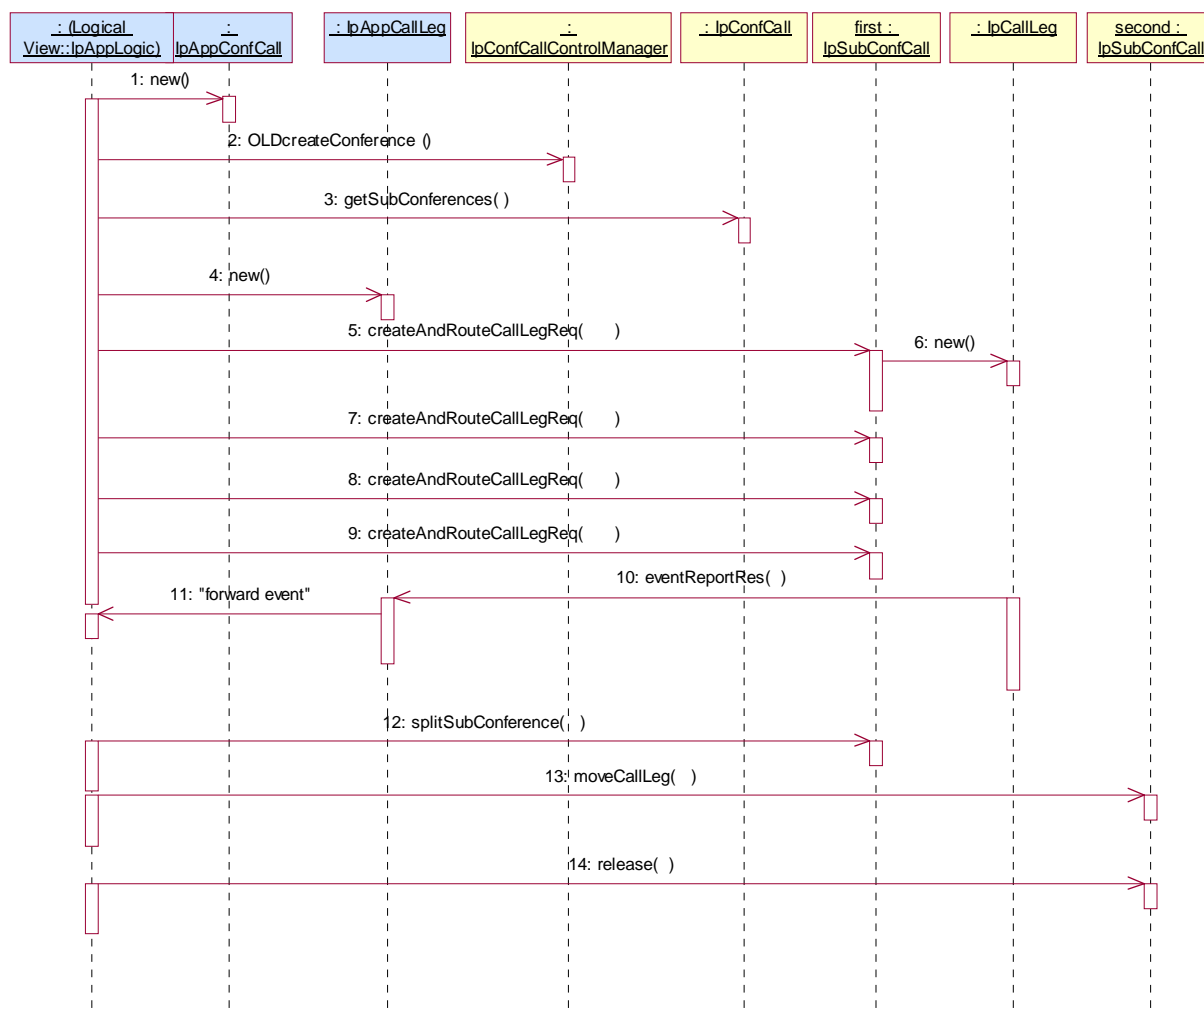 : (Logical
View::IpAppLogic)
:
IpAppConfCall
: IpAppCallLeg
:
IpConfCallControlManager
: IpConfCall
first :
IpSubConfCall
: IpCallLeg
second :
IpSubConfCall
1: new()
2: OLDcreateConference ()
3: getSubConferences( )
4: new()
5: createAndRouteCallLegReq( )
6: new()
7: createAndRouteCallLegReq( )
8: createAndRouteCallLegReq( )
9: createAndRouteCallLegReq( )
10: eventReportRes( )
11: "forward event"
12: splitSubConference( )
13: moveCallLeg( )
14: release( )